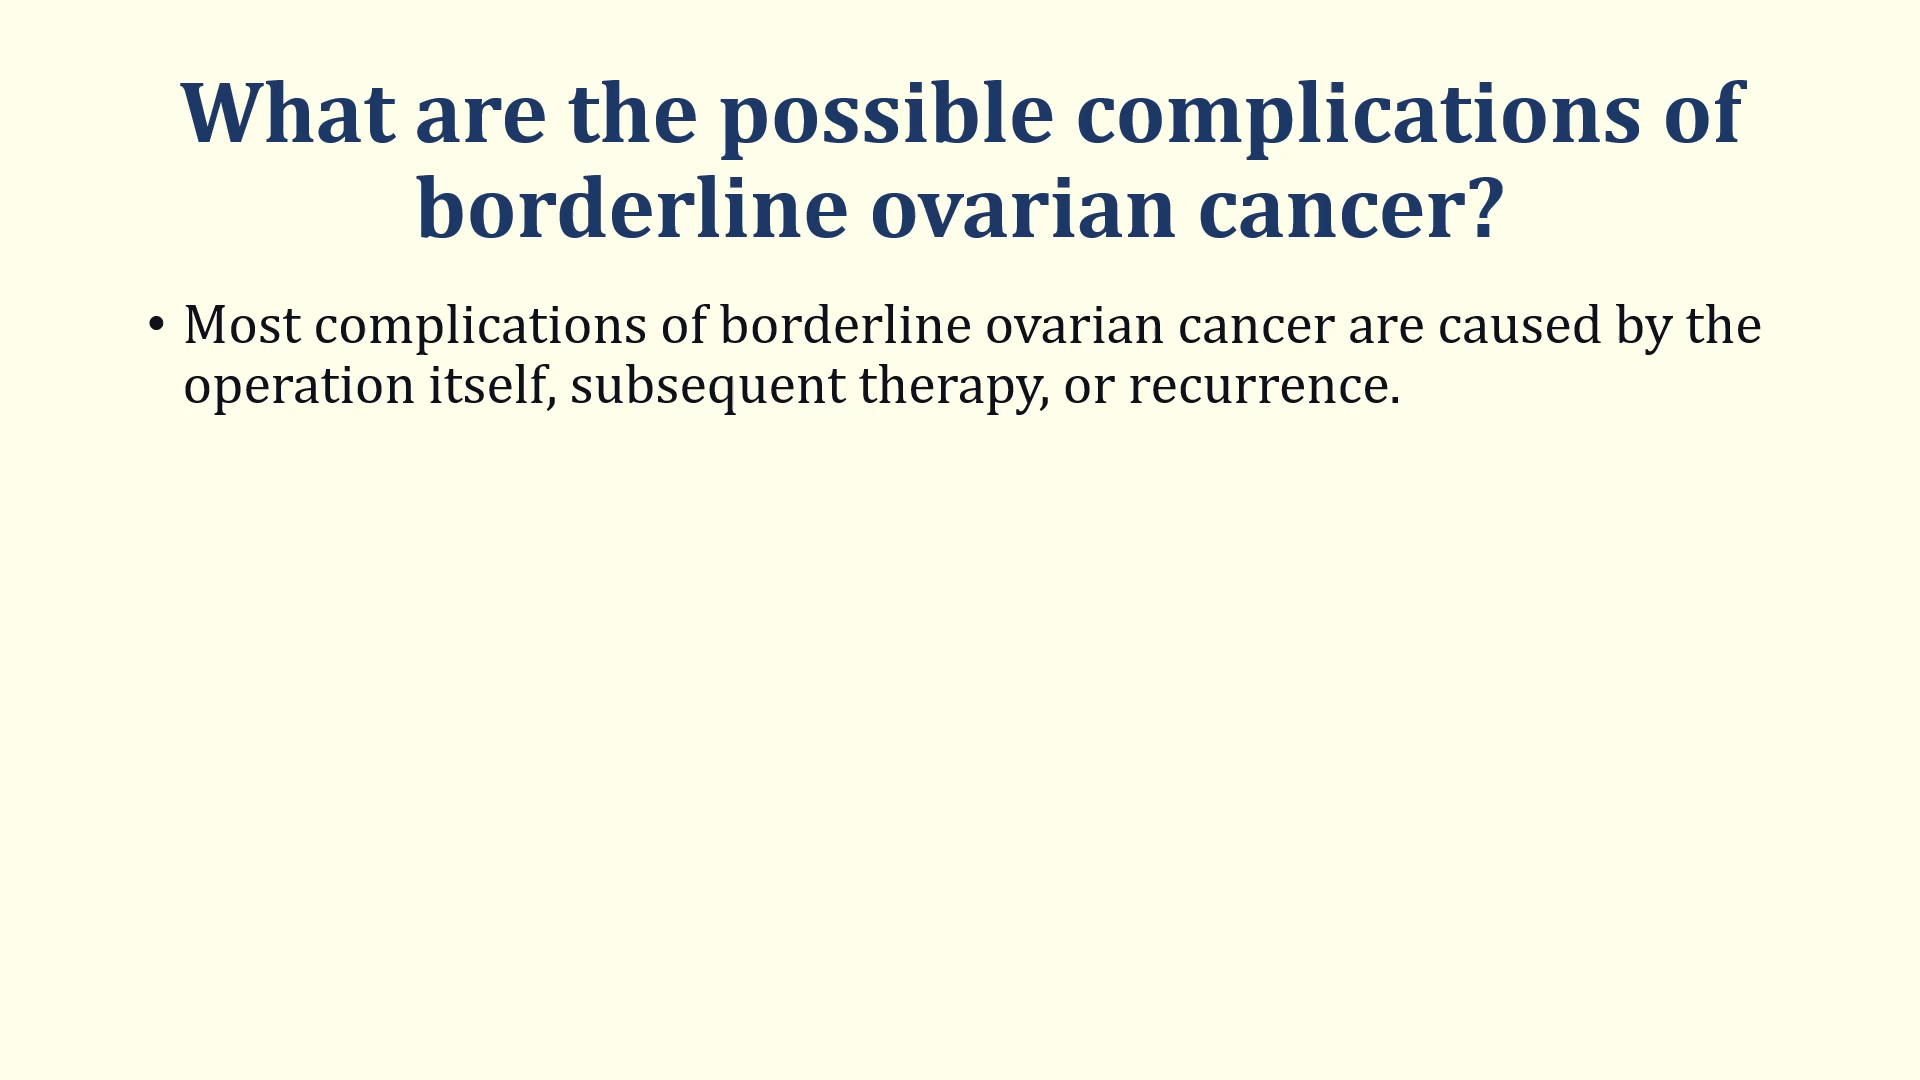 What are the possible complications of
borderline ovarian cancer?
• Most complications of borderline ovarian cancer are caused by the
operation itself, subsequent therapy, or recurrence.